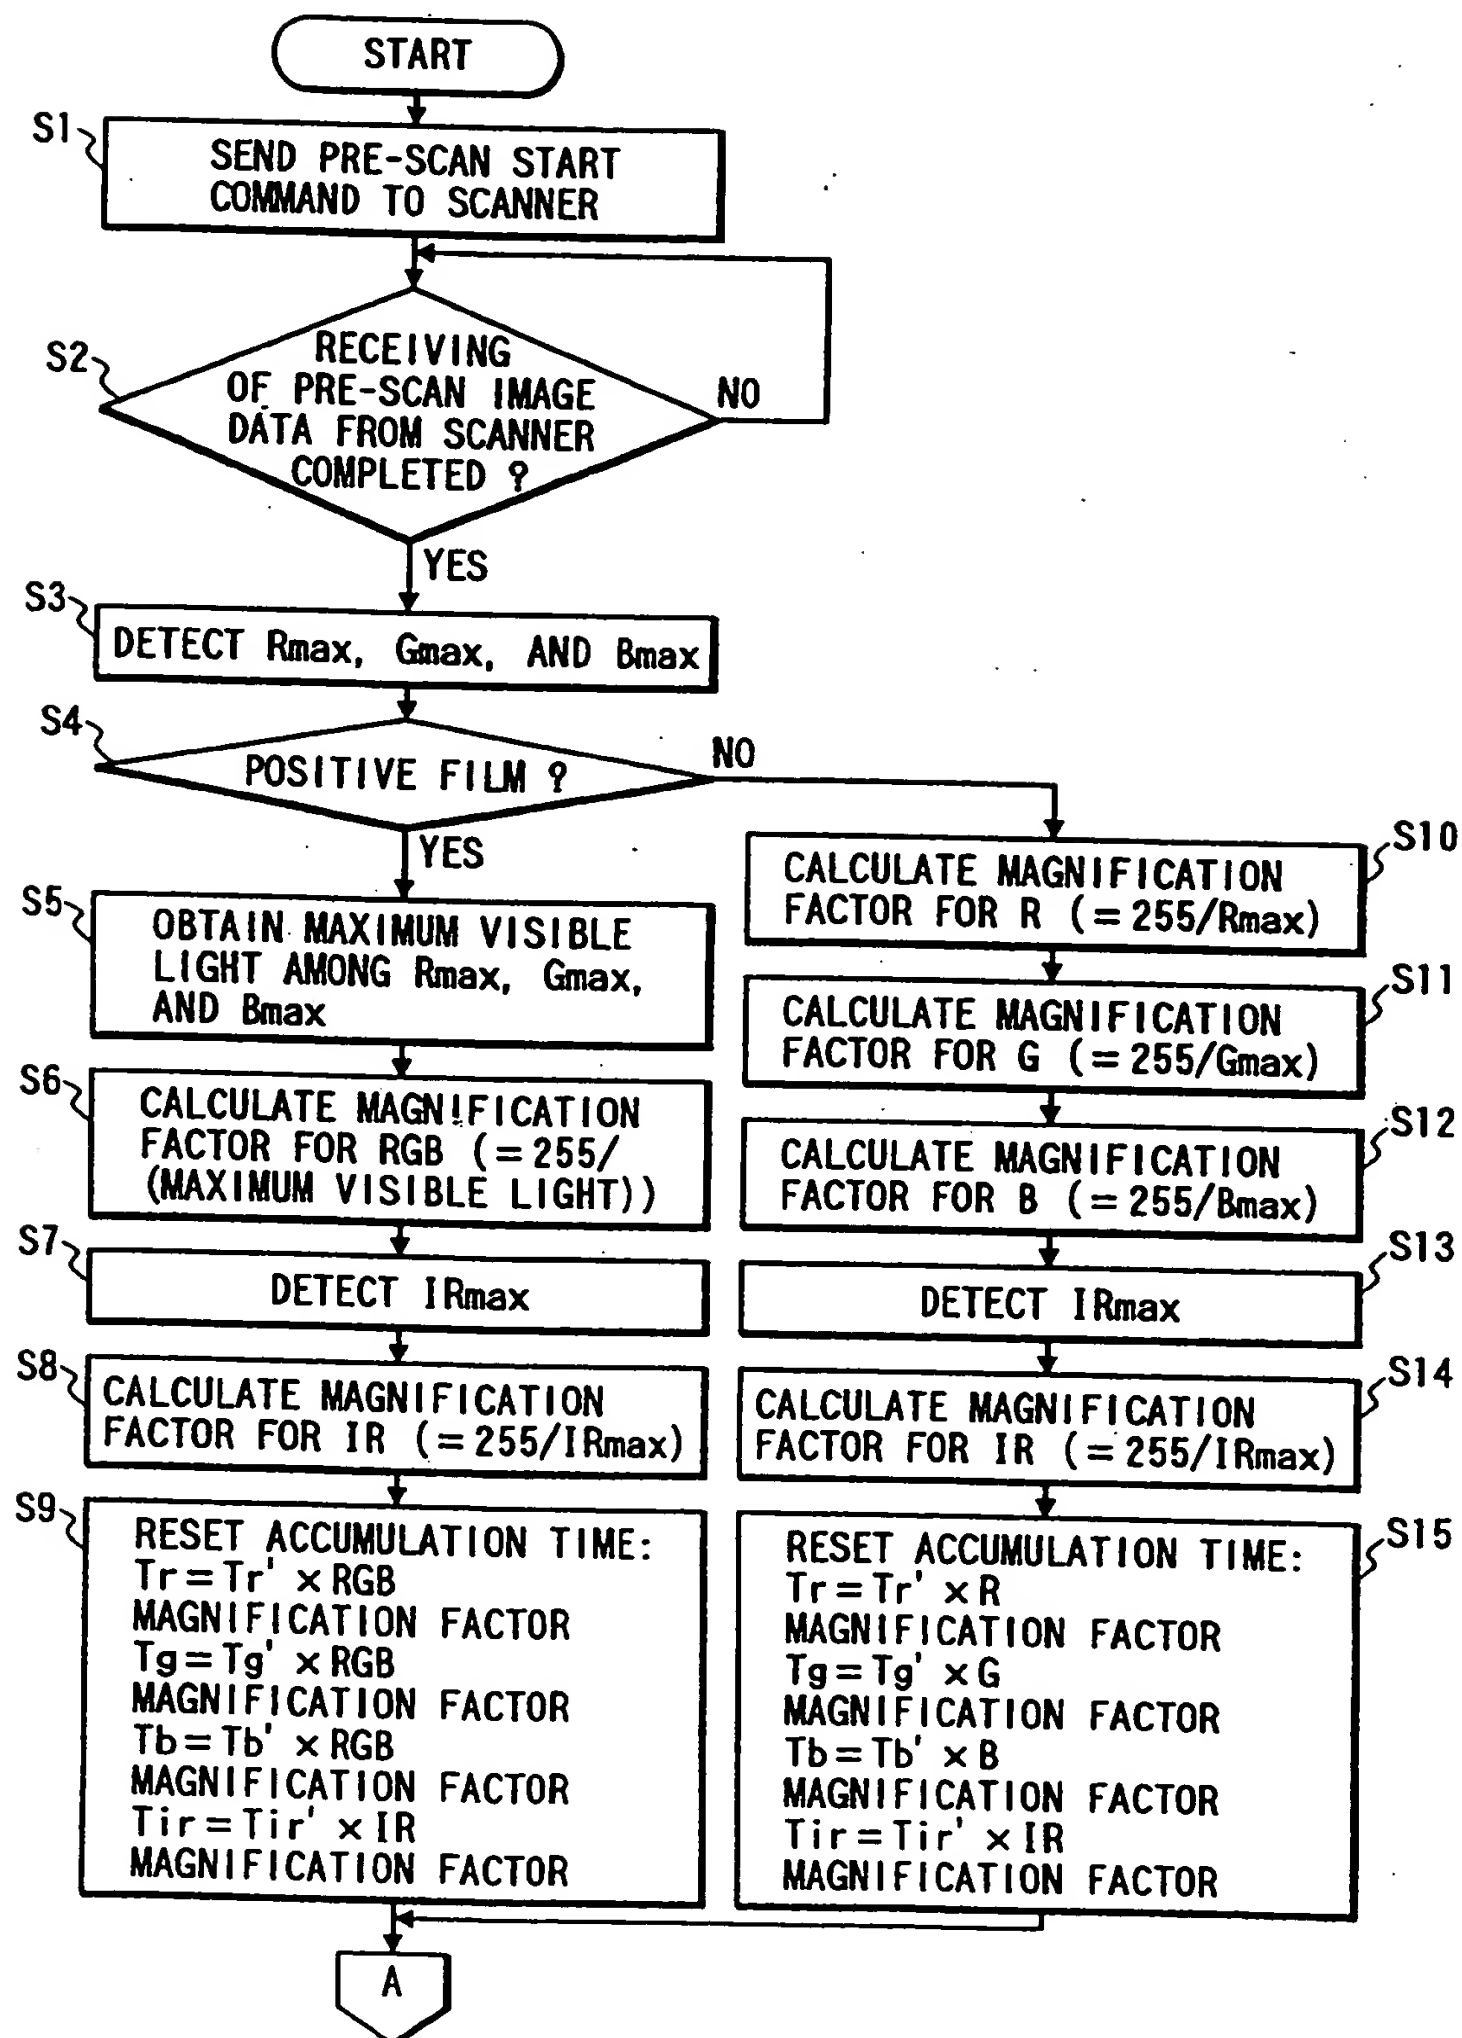 START
S1
SEND PRE-SCAN START
COMMAND TO SCANNER
S2
RECEIVING
OF PRE-SCAN IMAGE
DATA FROM SCANNER
COMPLETED ?
NO
YES
S3
DETECT Rmax, Gmax, AND Bmax
S4
POSITIVE FILM ?
NO
YES
S5
OBTAIN MAXIMUM VISIBLE
LIGHT AMONG Rmax, Gmax,
AND Bmax
S6
CALCULATE MAGNIFICATION
FACTOR FOR RGB (=255/
(MAXIMUM VISIBLE LIGHT))
S7
DETECT IRmax
S8
CALCULATE MAGNIFICATION
FACTOR FOR IR (=255/IRmax)
S9
RESET ACCUMULATION TIME:
Tr=Tr' ×RGB
MAGNIFICATION FACTOR
Tg=Tg' ×RGB
MAGNIFICATION FACTOR
Tb=Tb' ×RGB
MAGNIFICATION FACTOR
Tir=Tir' ×IR
MAGNIFICATION FACTOR
S10
CALCULATE MAGNIFICATION
FACTOR FOR R (=255/Rmax)
S11
CALCULATE MAGNIFICATION
FACTOR FOR G (=255/Gmax)
S12
CALCULATE MAGNIFICATION
FACTOR FOR B (=255/Bmax)
S13
DETECT IRmax
S14
CALCULATE MAGNIFICATION
FACTOR FOR IR (=255/IRmax)
S15
RESET ACCUMULATION TIME:
Tr=Tr' ×R
MAGNIFICATION FACTOR
Tg=Tg' ×G
MAGNIFICATION FACTOR
Tb=Tb' ×B
MAGNIFICATION FACTOR
Tir=Tir' ×IR
MAGNIFICATION FACTOR
A